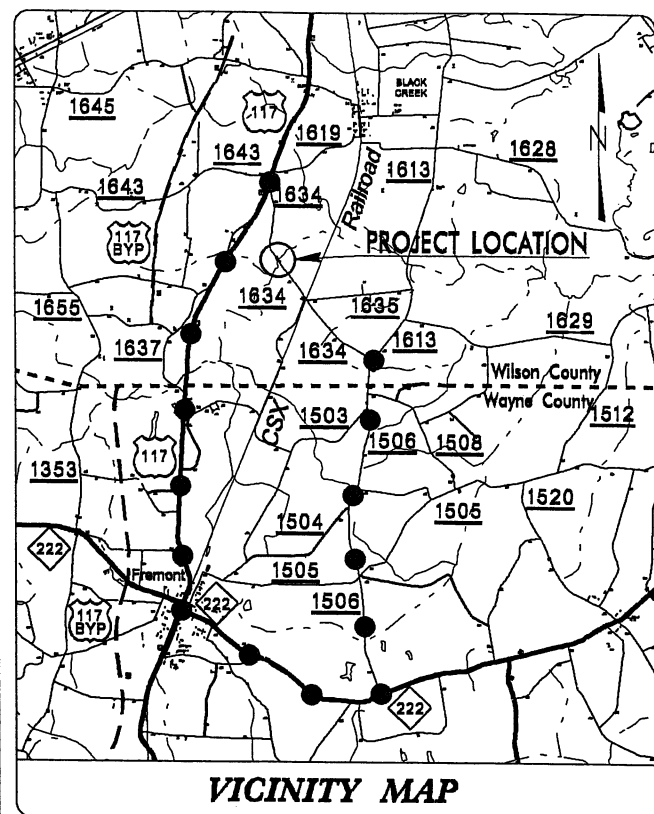 BLACK
CREEK
1645
117
1619
1643
1628
N
1613
1643
1634
Railroad
117
BYP
PROJECT LOCATION
1634
1655
1635
1629
1637
1634
1613
Wilson County
Wayne County
1503
1512
CSX
1506
1508
117
1353
1520
1504
1505
222
Fremont
1505
1506
222
117
BYP
222
VICINITY MAP